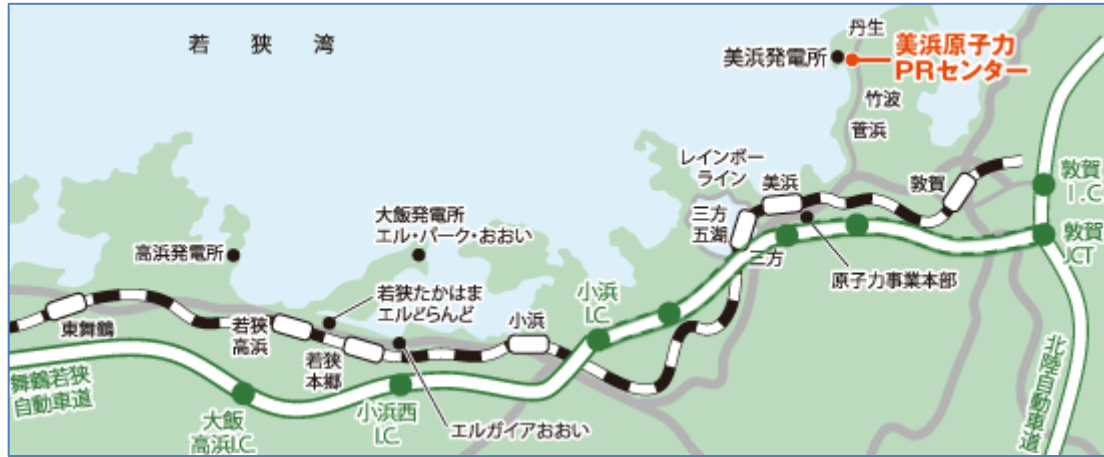 若狭湾
丹生
美浜発電所
美浜原子力
PRセンター
竹波
菅浜
レインボー
ライン
美浜
敦賀
敦賀
I.C
三方
五湖
大飯発電所
エル・パーク・おおい
高浜発電所
三方
敦賀
JCT
原子力事業本部
若狭たかはま
エルどらんど
小浜
I.C.
小浜
東舞鶴
若狭
高浜
若狭
本郷
舞鶴若狭
自動車道
大飯
高浜I.C.
小浜西
I.C.
エルガイアおおい
北陸自動車道